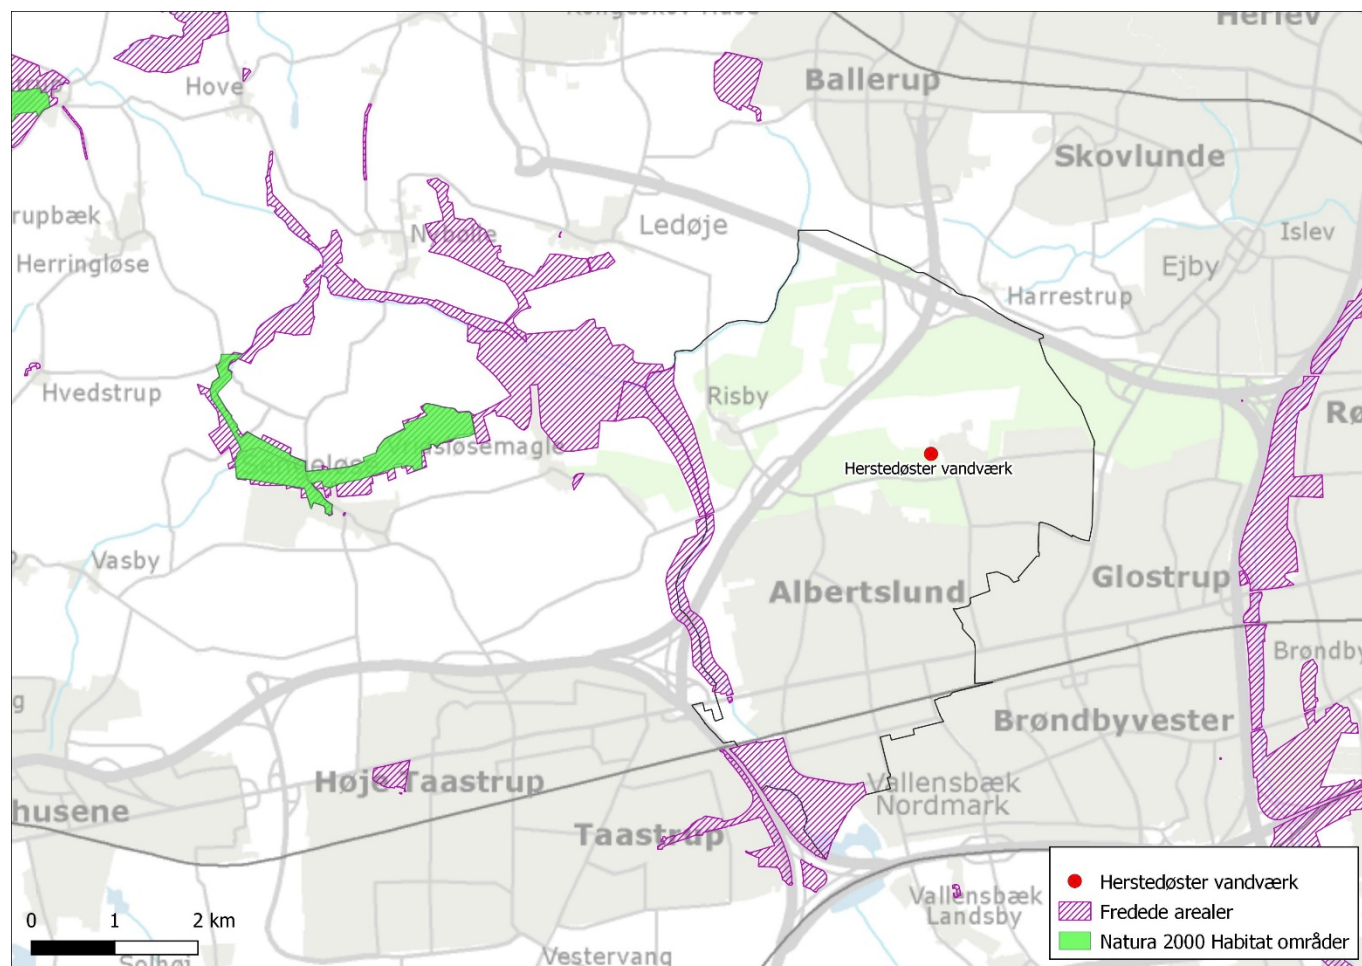 Herlev
Ballerup
Hove
Skovlunde
rupbæk
Ledøje
Nybølle
Islev
Herringløse
Ejby
Harrestrup
Hvedstrup
Risby
Rø
Herstedøster vandværk
Vasby
Albertslund
Glostrup
Brøndby
g
Brøndbyvester
Høje Taastrup
Vallensbæk
Nordmark
husene
Taastrup
Vallensbæk
Landsby
Vestervang
0 1 2 km
Herstedøster vandværk
Fredede arealer
Natura 2000 Habitat områder